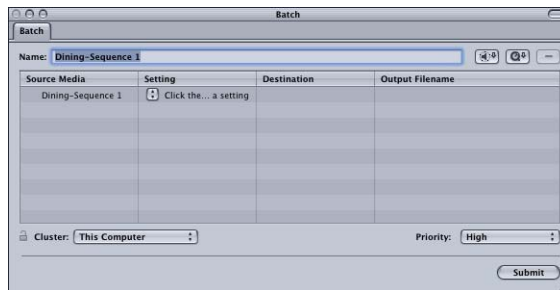 Batch
Batch
Name: Dining-Sequence 1
Source Media Setting Destination Output Filename
Dining-Sequence 1 Click the... a setting
Cluster: This Computer Priority: High
Submit